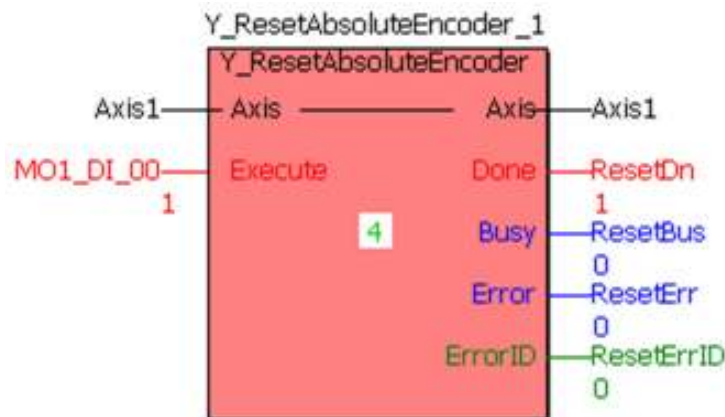 Y_ResetAbsoluteEncoder_1
Y_ResetAbsoluteEncoder
Axis1 Axis Axis Axis1
MO1_DI_00 Execute Done ResetDn
1 1
4 Busy ResetBus
0
Error ResetErr
0
ErrorID ResetErrID
0